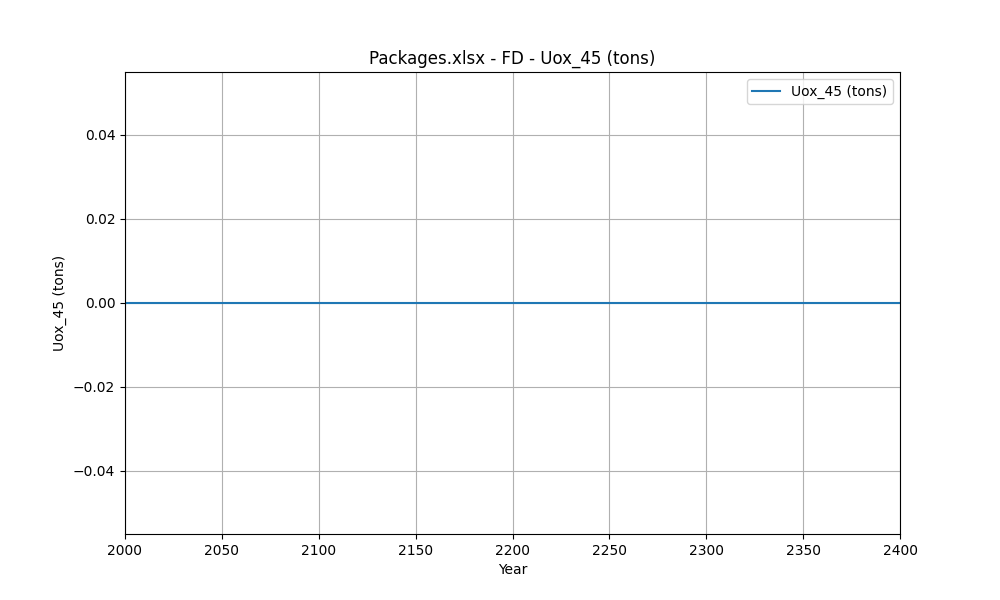 Packages.xlsx - FD - Uox_45 (tons)
Uox_45 (tons)
0.04
0.02
0.00
−0.02
−0.04
Uox_45 (tons)
2000 2050 2100 2150 2200 2250 2300 2350 2400
Year